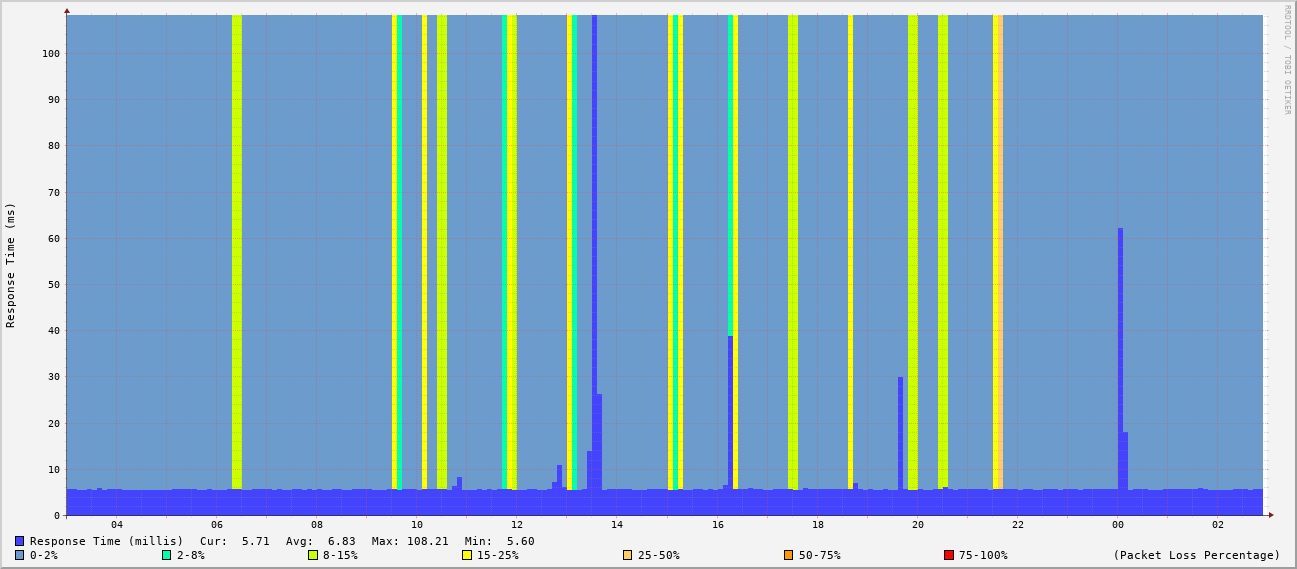 RRDTOOL / TOBI OETIKER
Response Time (ms)
100
90
80
70
60
50
40
30
20
10
0
04 06 08 10 12 14 16 18 20 22 00 02
Response Time (millis) Cur: 5.71 Avg: 6.83 Max: 108.21 Min: 5.60
0-2% 2-8% 8-15% 15-25% 25-50% 50-75% 75-100% (Packet Loss Percentage)